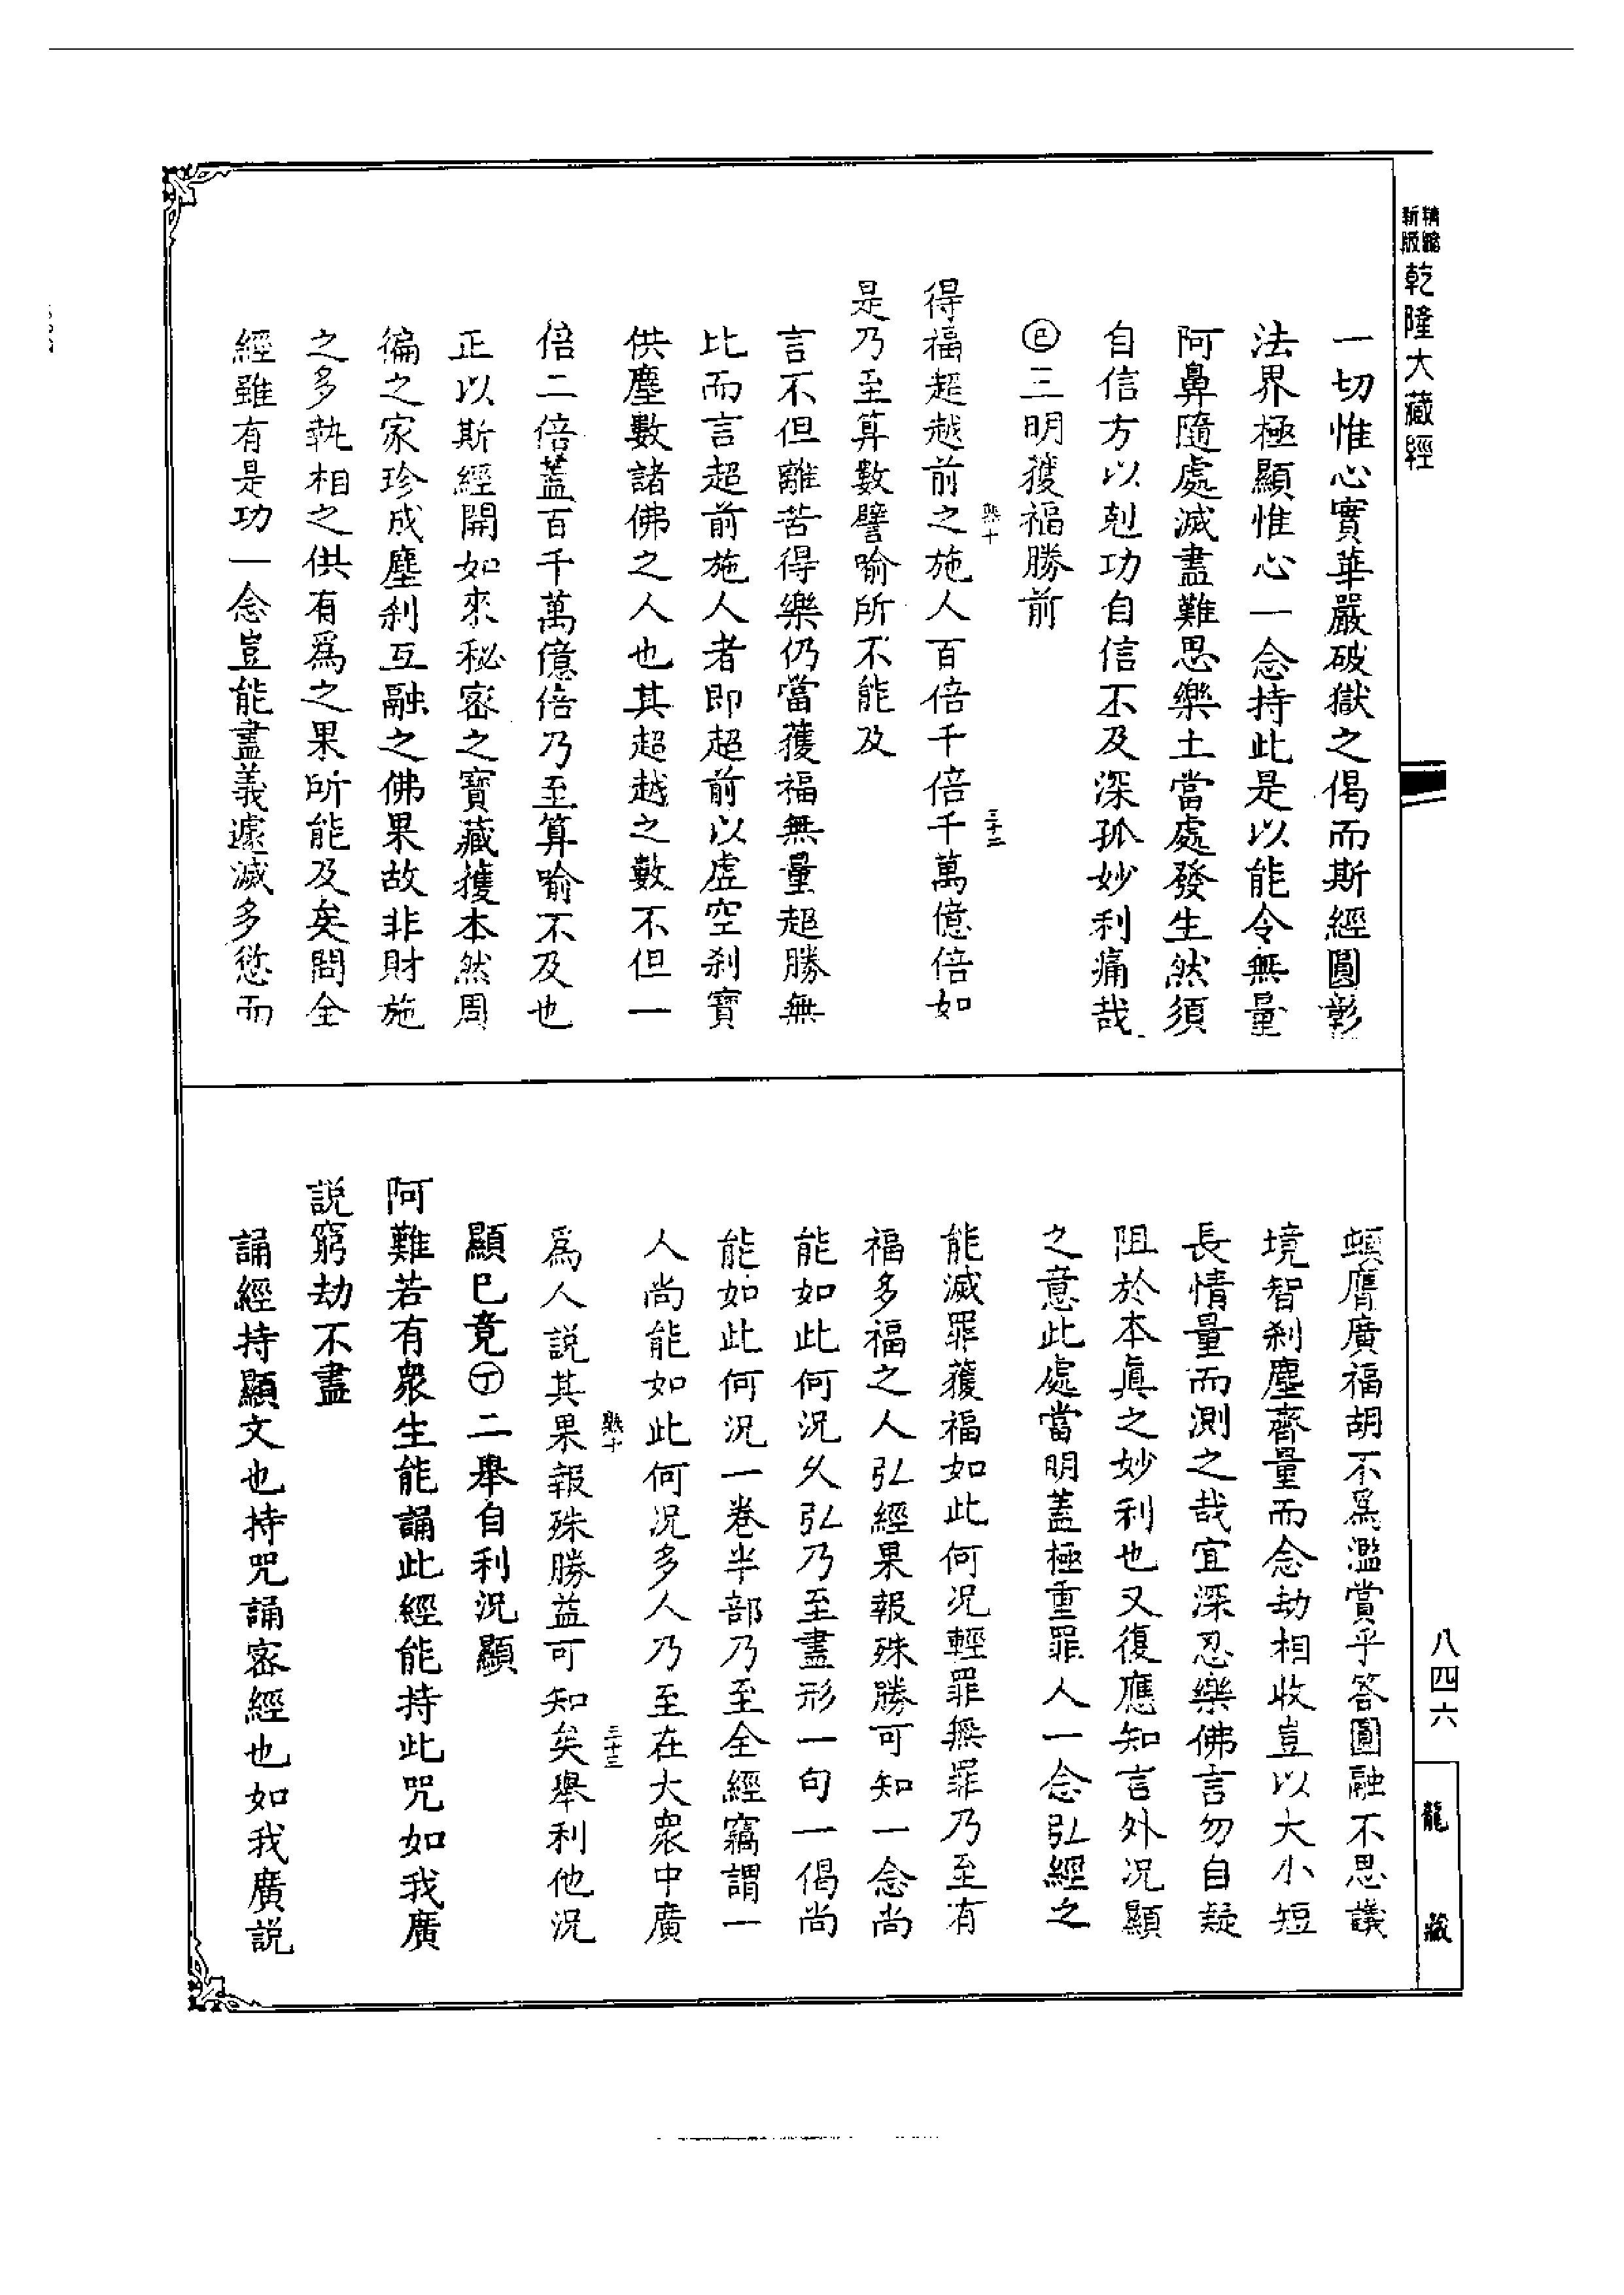 精縮新版乾隆大藏經
一切惟心實華嚴破獄之偈而斯經圓彰
法界極顯惟心一念持此是以能令無量
阿鼻隨處滅盡難思樂土當處發生然須
自信方以剋功自信不及深孤妙利痛哉
㊁三明獲福勝前
得福超越前之施人百倍千倍千萬億倍如
是乃至算數譬喻所不能及
言不但離苦得樂仍當獲福無量超勝無
比而言超前施人者即超前以虛空剎寶
供塵數諸佛之人也其超越之數不但一
倍二倍蓋百千萬億倍乃至算喻不及也
正以斯經開如來秘密之寶藏擭本然周
徧之家珍成塵剎互融之佛果故非財施
之多執相之供有為之果所能及矣問全
經雖有是功一念豈能盡義遽滅多愆而
頓膺廣福胡不為濫賞乎答圓融不思議
境智剎塵齊量而念劫相收豈以大小短
長情量而測之哉宜深忍樂佛言勿自疑
阻於本真之妙利也又復應知言外況顯
之意此處當明蓋極重罪人一念弘經之
能滅罪獲福如此何況輕罪無罪乃至有
福多福之人弘經果報殊勝可知一念尚
能如此何況久弘乃至盡形一句一偈尚
能如此何況一卷半部乃至全經竊謂一
人尚能如此何況多人乃至在大眾中廣
為人說其果報殊勝益可知矣舉利他況
顯已竟㊀二舉自利況顯
阿難若有衆生能誦此經能持此咒如我廣
說窮劫不盡
誦經持顯文也持咒誦密經也如我廣說
三十三
三十三
八四六
龍藏